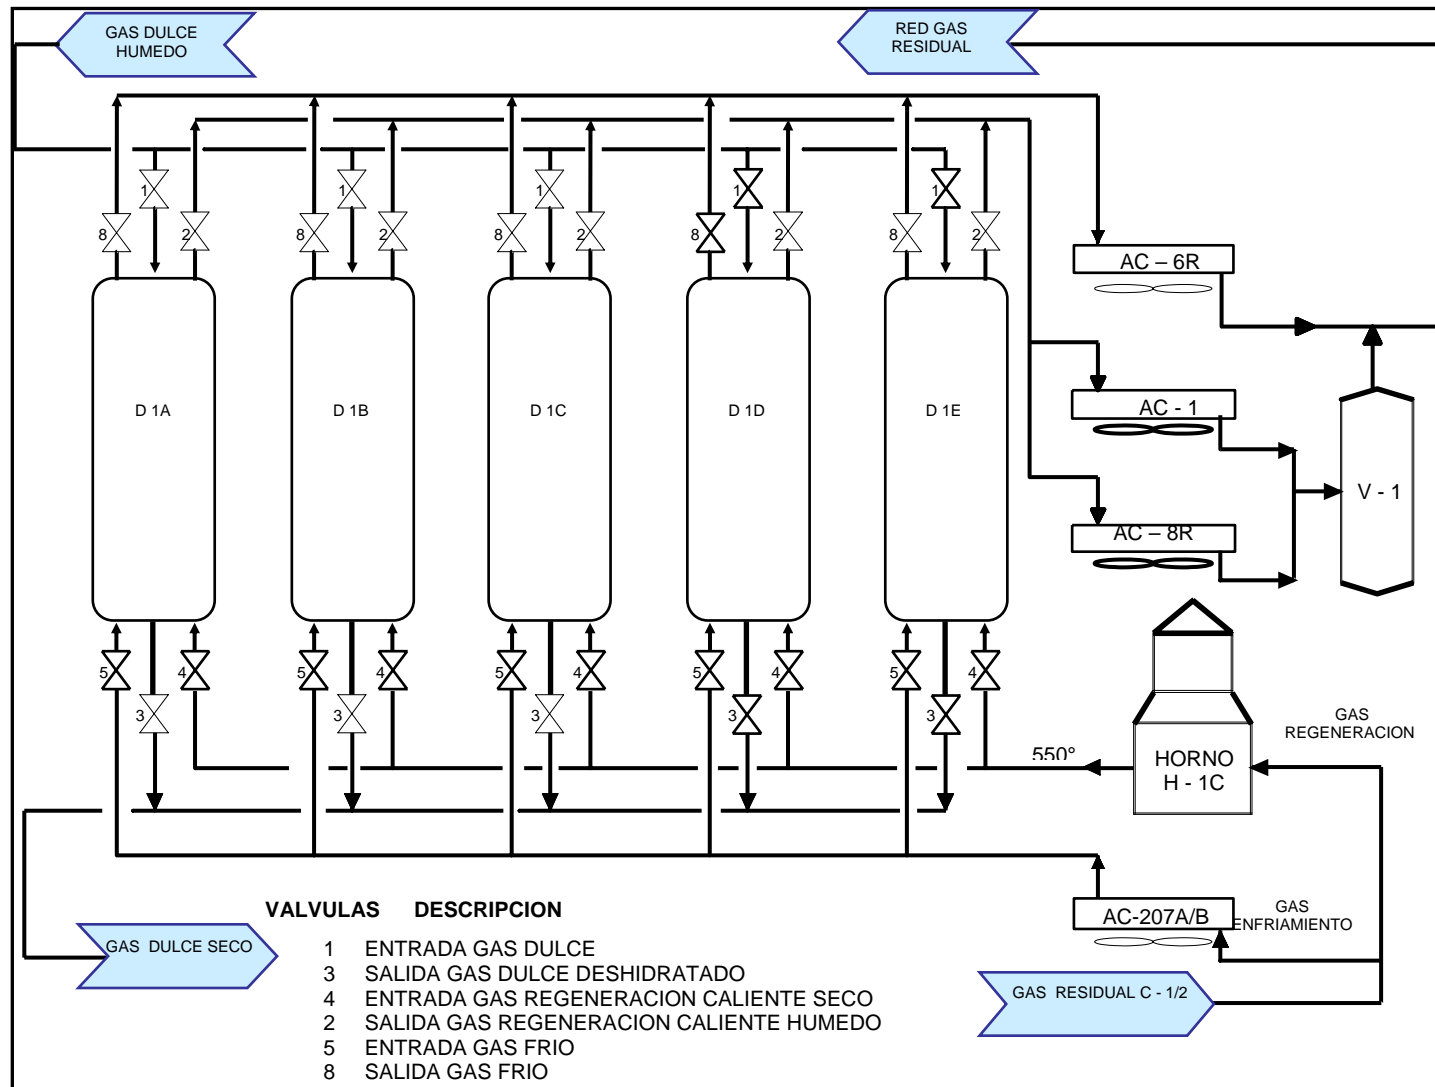 GAS DULCE
HUMEDO
RED GAS
RESIDUAL
1
1
1
1
1
8
2
8
2
8
2
8
2
8
2
AC – 6R
D 1A
D 1B
D 1C
D 1D
D 1E
AC - 1
V - 1
AC – 8R
5
4
5
4
5
4
5
4
5
4
3
3
3
3
3
GAS
REGENERACION
550°
HORNO
H - 1C
VALVULAS DESCRIPCION
GAS DULCE SECO
1 ENTRADA GAS DULCE
3 SALIDA GAS DULCE DESHIDRATADO
4 ENTRADA GAS REGENERACION CALIENTE SECO
2 SALIDA GAS REGENERACION CALIENTE HUMEDO
5 ENTRADA GAS FRIO
8 SALIDA GAS FRIO
AC-207A/B
GAS
ENFRIAMIENTO
GAS RESIDUAL C - 1/2